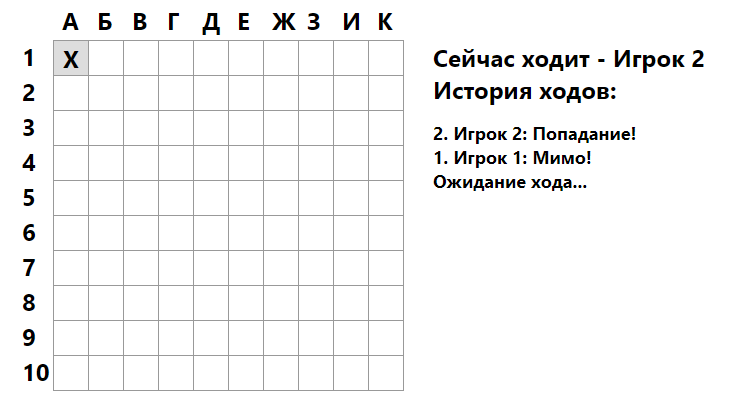 А Б В Г Д Е Ж З И К
1 X
2
3
4
5
6
7
8
9
10
Сейчас ходит - Игрок 2
История ходов:
2. Игрок 2: Попадание!
1. Игрок 1: Мимо!
Ожидание хода...